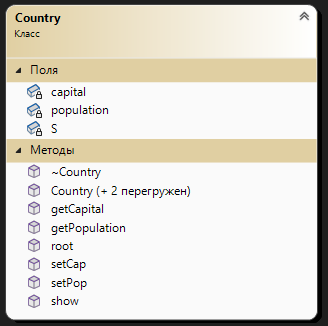 Country
Класс
Поля
capital
population
S
Методы
~Country
Country (+ 2 перегружен)
getCapital
getPopulation
root
setCap
setPop
show